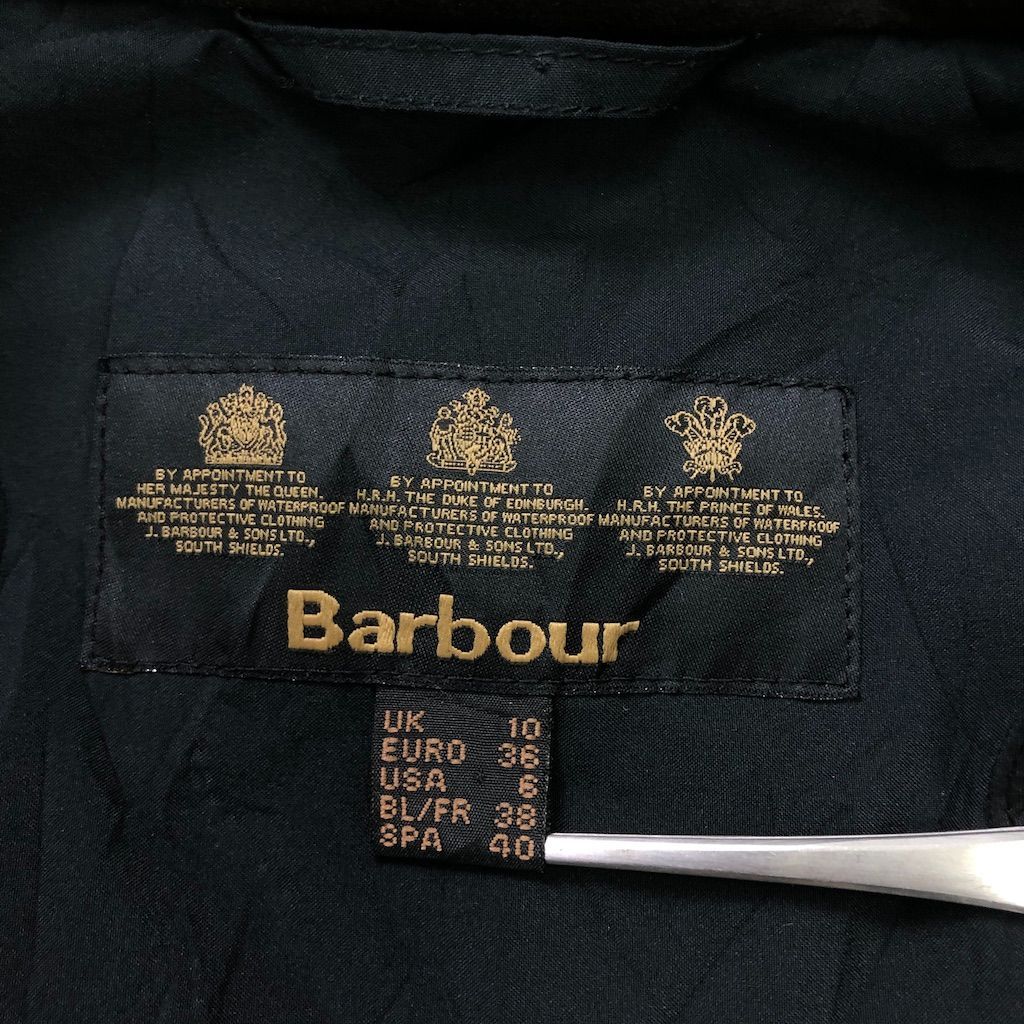 BY APPOINTMENT TO
HER MAJESTY THE QUEEN.
MANUFACTURERS OF WATERPROOF
AND PROTECTIVE CLOTHING
J. BARBOUR & SONS LTD.,
SOUTH SHIELDS.
BY APPOINTMENT TO
H.R.H. THE DUKE OF EDINBURGH.
MANUFACTURERS OF WATERPROOF
AND PROTECTIVE CLOTHING
J. BARBOUR & SONS LTD.,
SOUTH SHIELDS.
BY APPOINTMENT TO
H.R.H. THE PRINCE OF WALES.
MANUFACTURERS OF WATERPROOF
AND PROTECTIVE CLOTHING
J. BARBOUR & SONS LTD.,
SOUTH SHIELDS.
Barbour
UK 10
EURO 36
USA 6
BL/FR 38
SPA 40